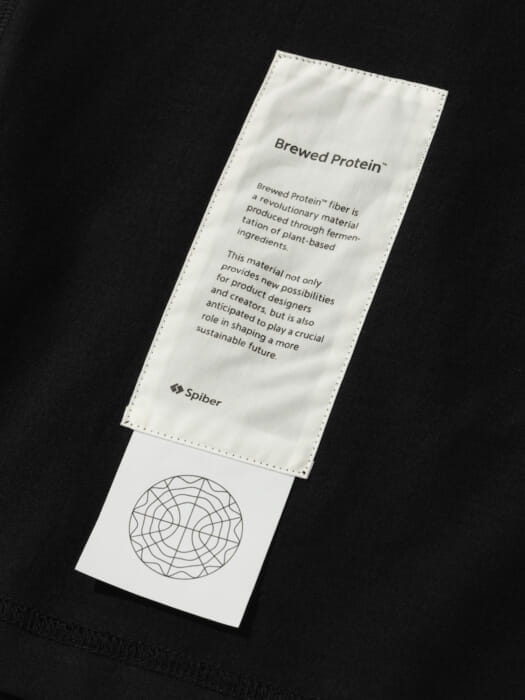 Brewed Protein™
Brewed Protein™ fiber is
a revolutionary material
produced through fermen-
tation of plant-based
ingredients.
This material not only
provides new possibilities
for product designers
and creators, but is also
anticipated to play a crucial
role in shaping a more
sustainable future.
Spiber